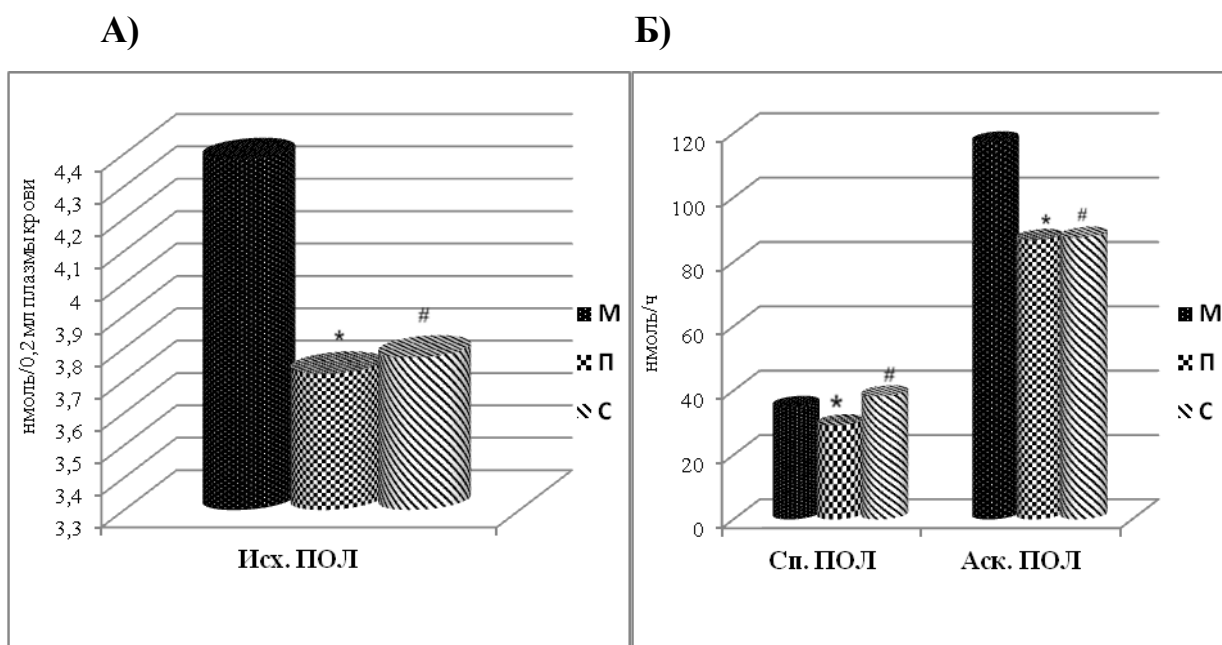 А)
Б)
нмоль/0,2 мл плазмы крови
4,4
4,3
4,2
4,1
4
3,9
3,8
3,7
3,6
3,5
3,4
3,3
*
#
Исх. ПОЛ
М
П
С
нмоль/ч
120
100
80
60
40
20
0
*
#
*
#
Сп. ПОЛ
Аск. ПОЛ
М
П
С